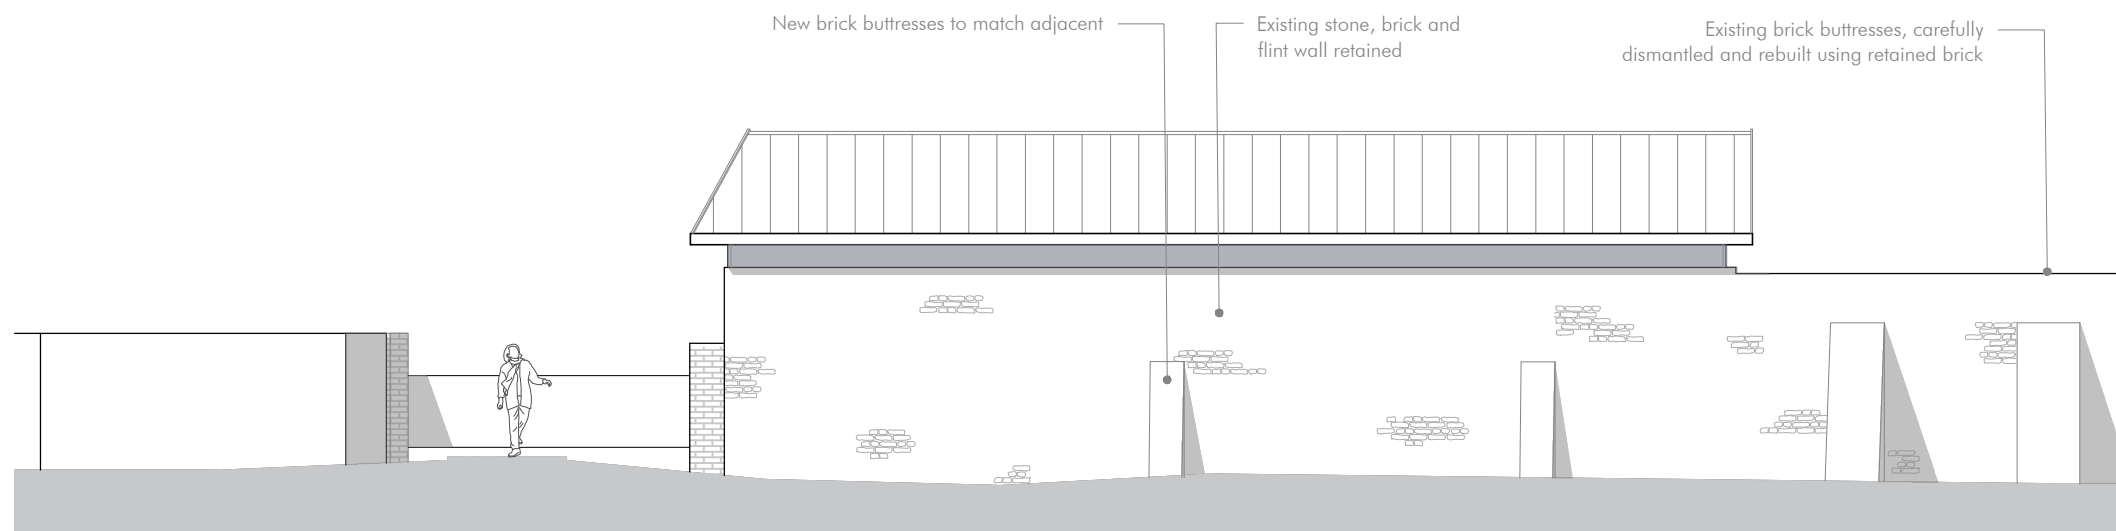 New brick buttresses to match adjacent
Existing stone, brick and
flint wall retained
Existing brick buttresses, carefully
dismantled and rebuilt using retained brick